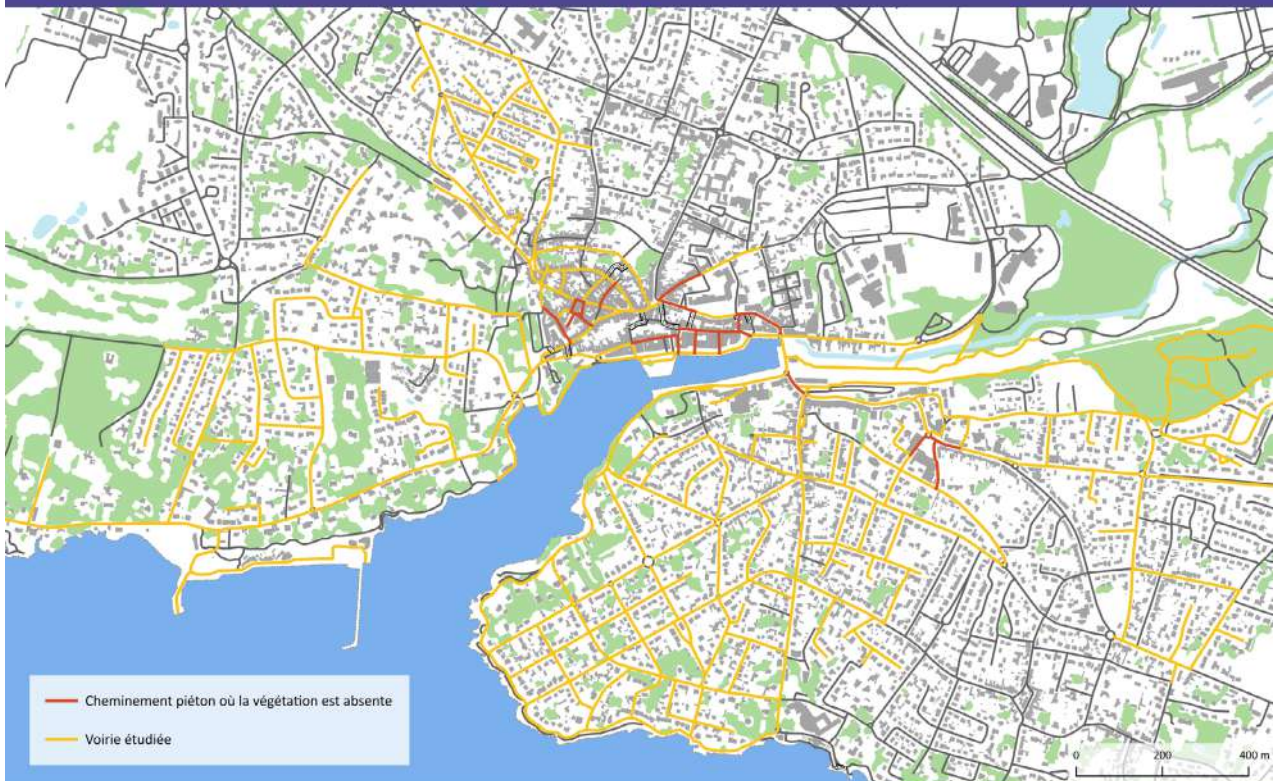 Cheminement piéton où la végétation est absente
Voirie étudiée
0 200 400 m